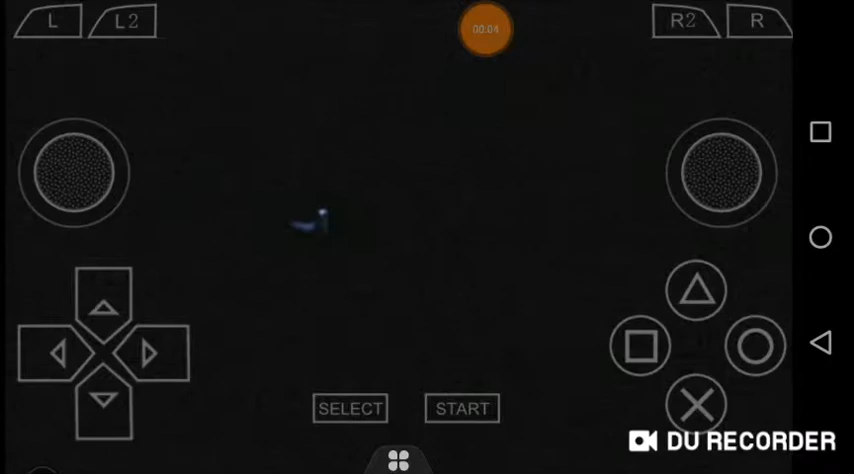 L
L2
00:04
R2
R
SELECT
START
DU RECORDER